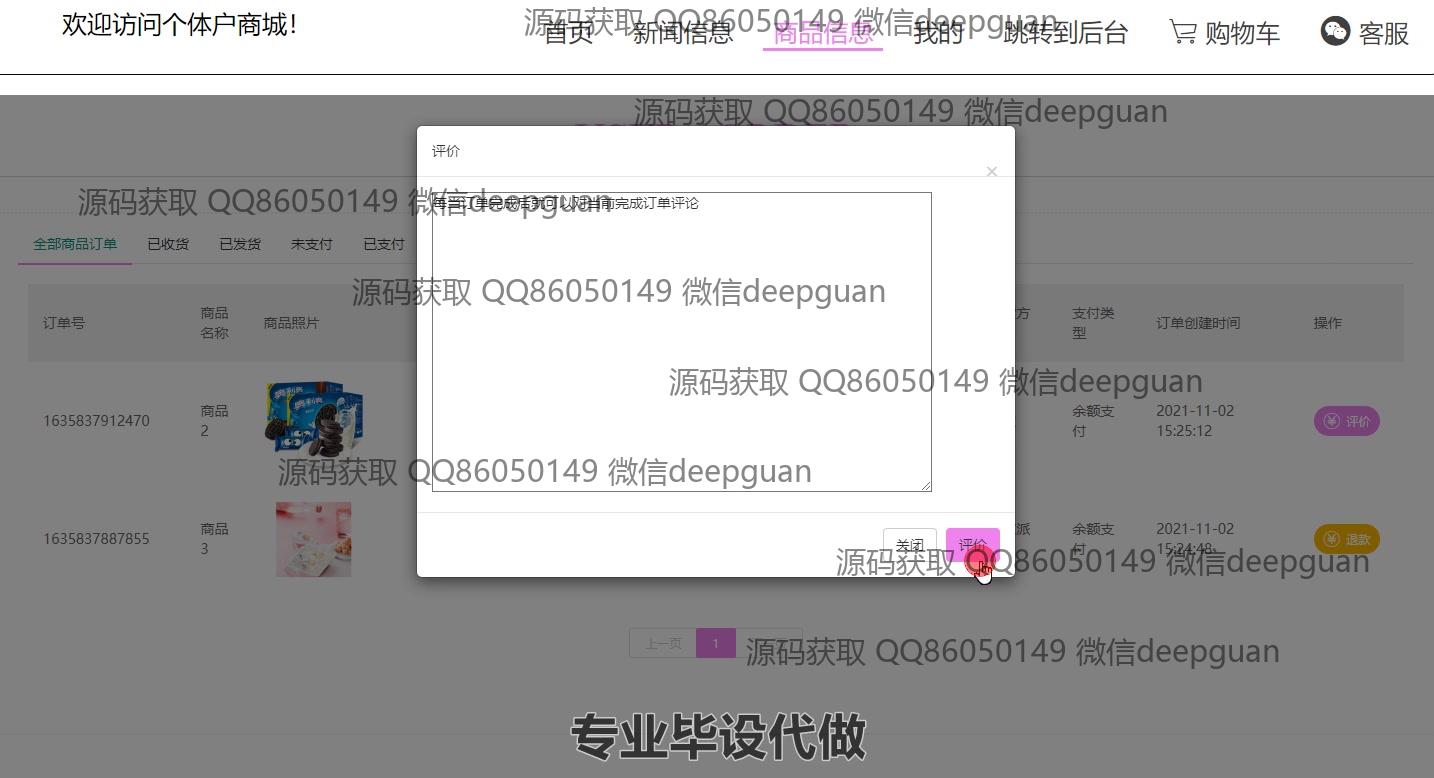 欢迎访问个体户商城！
首页 新闻信息 商品信息 我的 跳转到后台 购物车 客服
源码获取 QQ86050149 微信deepguan
源码获取 QQ86050149 微信deepguan
评价
×
源码获取 QQ86050149 微信deepguan
每当订单完成后就可以对当前完成订单评论
全部商品订单 已收货 已发货 未支付 已支付
源码获取 QQ86050149 微信deepguan
订单号 商品名称 商品照片 方 支付类型 订单创建时间 操作
源码获取 QQ86050149 微信deepguan
1635837912470 商品2 余额支付 2021-11-02 15:25:12 评价
奥利奥
源码获取 QQ86050149 微信deepguan
1635837887855 商品3 派 余额支付 2021-11-02 15:24:48 退款
关闭 评价
源码获取 QQ86050149 微信deepguan
上一页 1
源码获取 QQ86050149 微信deepguan
专业毕设代做